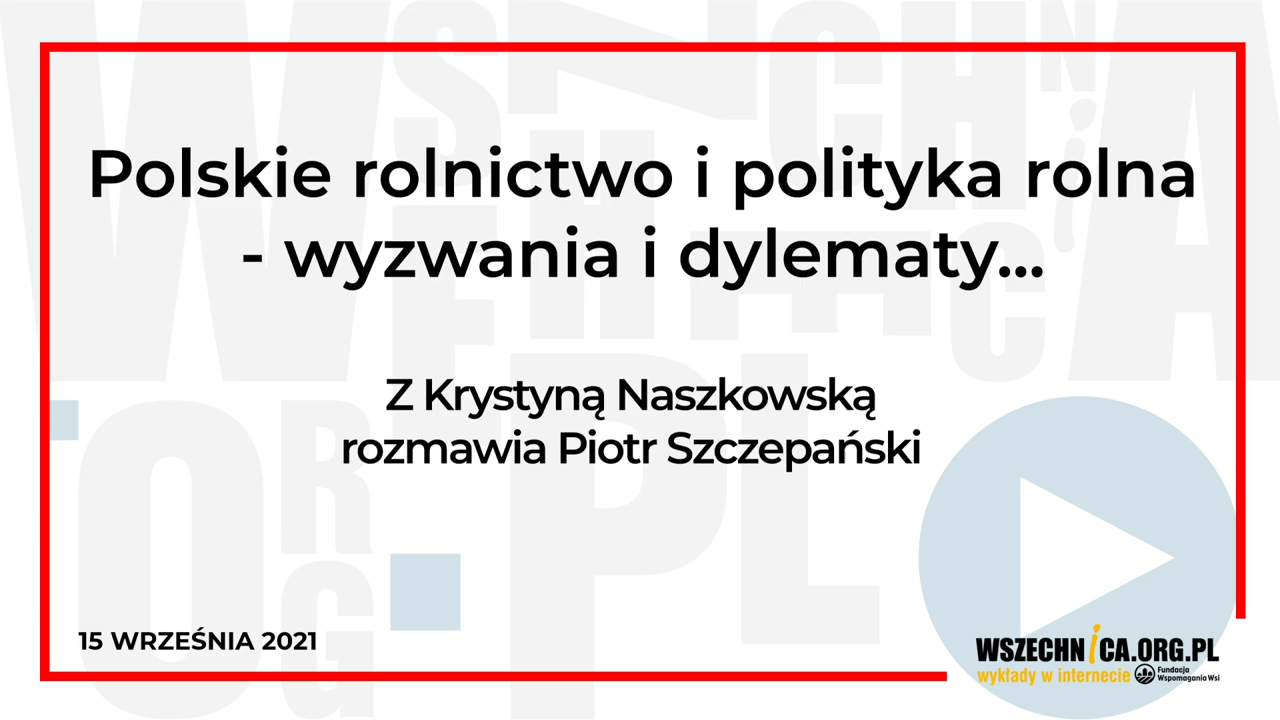 Polskie rolnictwo i polityka rolna
- wyzwania i dylematy...
Z Krystyną Naszkowską
rozmawia Piotr Szczepański
15 WRZEŚNIA 2021
WSZECHNiCA.ORG.PL
wykłady w internecie
Fundacja
Wspomagania Wsi